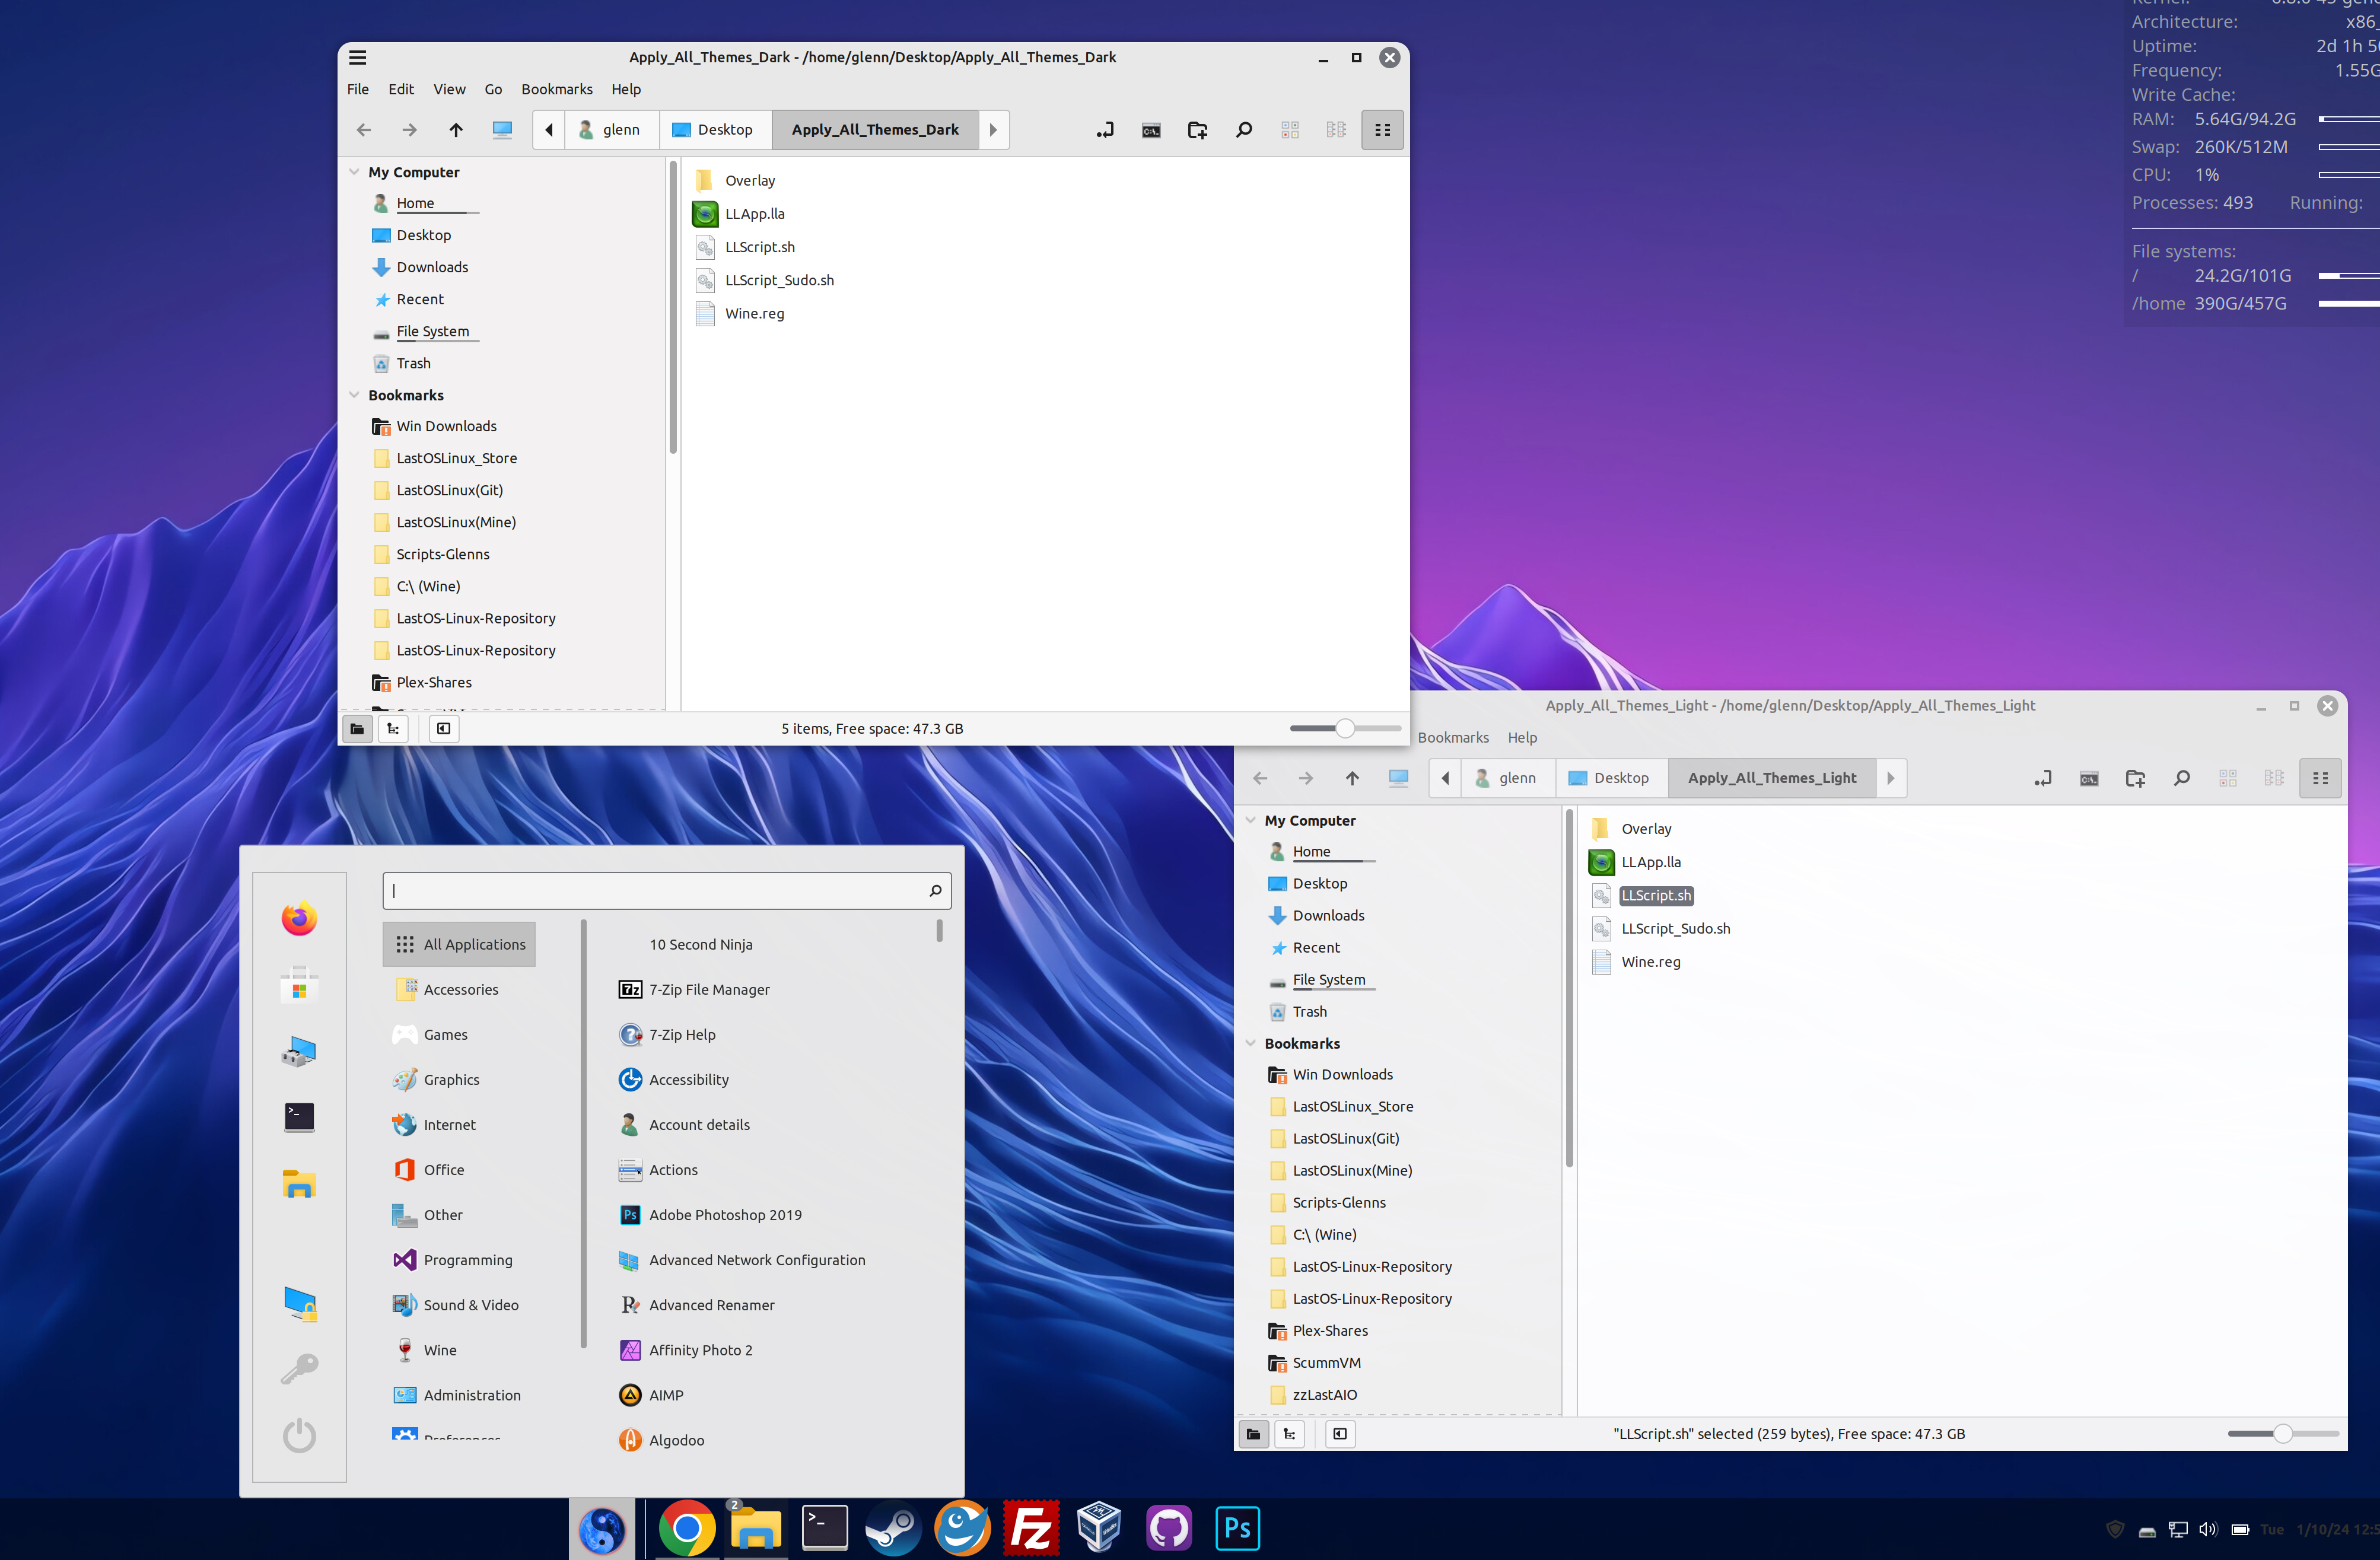 Apply_All_Themes_Dark - /home/glenn/Desktop/Apply_All_Themes_Dark
File Edit View Go Bookmarks Help
glenn Desktop Apply_All_Themes_Dark
My Computer
Home
Desktop
Downloads
Recent
File System
Trash
Bookmarks
Win Downloads
LastOSLinux_Store
LastOSLinux(Git)
LastOSLinux(Mine)
Scripts-Glenns
C:\ (Wine)
LastOS-Linux-Repository
LastOS-Linux-Repository
Plex-Shares
Overlay
LLApp.lla
LLScript.sh
LLScript_Sudo.sh
Wine.reg
5 items, Free space: 47.3 GB
Architecture: x86_
Uptime: 2d 1h 5
Frequency: 1.55G
Write Cache:
RAM: 5.64G/94.2G
Swap: 260K/512M
CPU: 1%
Processes: 493 Running:
File systems:
/ 24.2G/101G
/home 390G/457G
Apply_All_Themes_Light - /home/glenn/Desktop/Apply_All_Themes_Light
Bookmarks Help
glenn Desktop Apply_All_Themes_Light
My Computer
Home
Desktop
Downloads
Recent
File System
Trash
Bookmarks
Win Downloads
LastOSLinux_Store
LastOSLinux(Git)
LastOSLinux(Mine)
Scripts-Glenns
C:\ (Wine)
LastOS-Linux-Repository
LastOS-Linux-Repository
Plex-Shares
ScummVM
zzLastAIO
Overlay
LLApp.lla
LLScript.sh
LLScript_Sudo.sh
Wine.reg
"LLScript.sh" selected (259 bytes), Free space: 47.3 GB
All Applications
Accessories
Games
Graphics
Internet
Office
Other
Programming
Sound & Video
Wine
Administration
10 Second Ninja
7z 7-Zip File Manager
7-Zip Help
Accessibility
Account details
Actions
Ps Adobe Photoshop 2019
Advanced Network Configuration
Advanced Renamer
Affinity Photo 2
AIMP
Algodoo
2
Fz
Ps
Tue 1/10/24 12:5